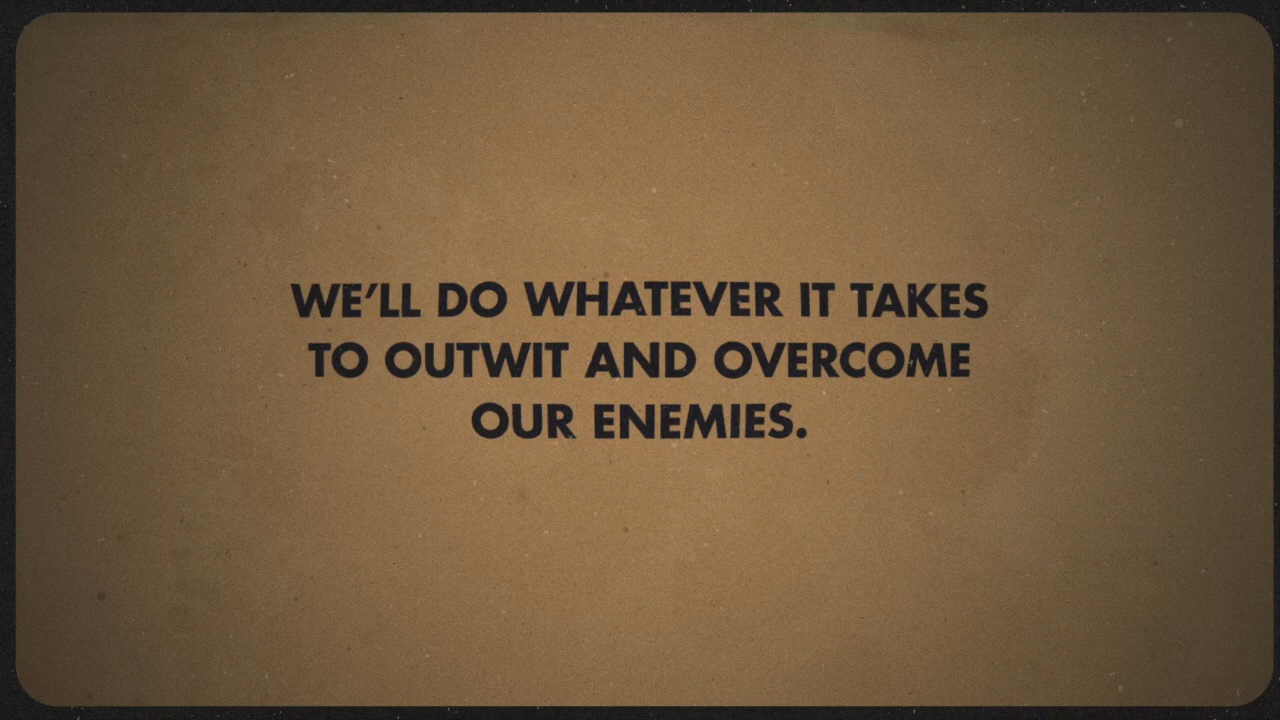 WE'LL DO WHATEVER IT TAKES
TO OUTWIT AND OVERCOME
OUR ENEMIES.